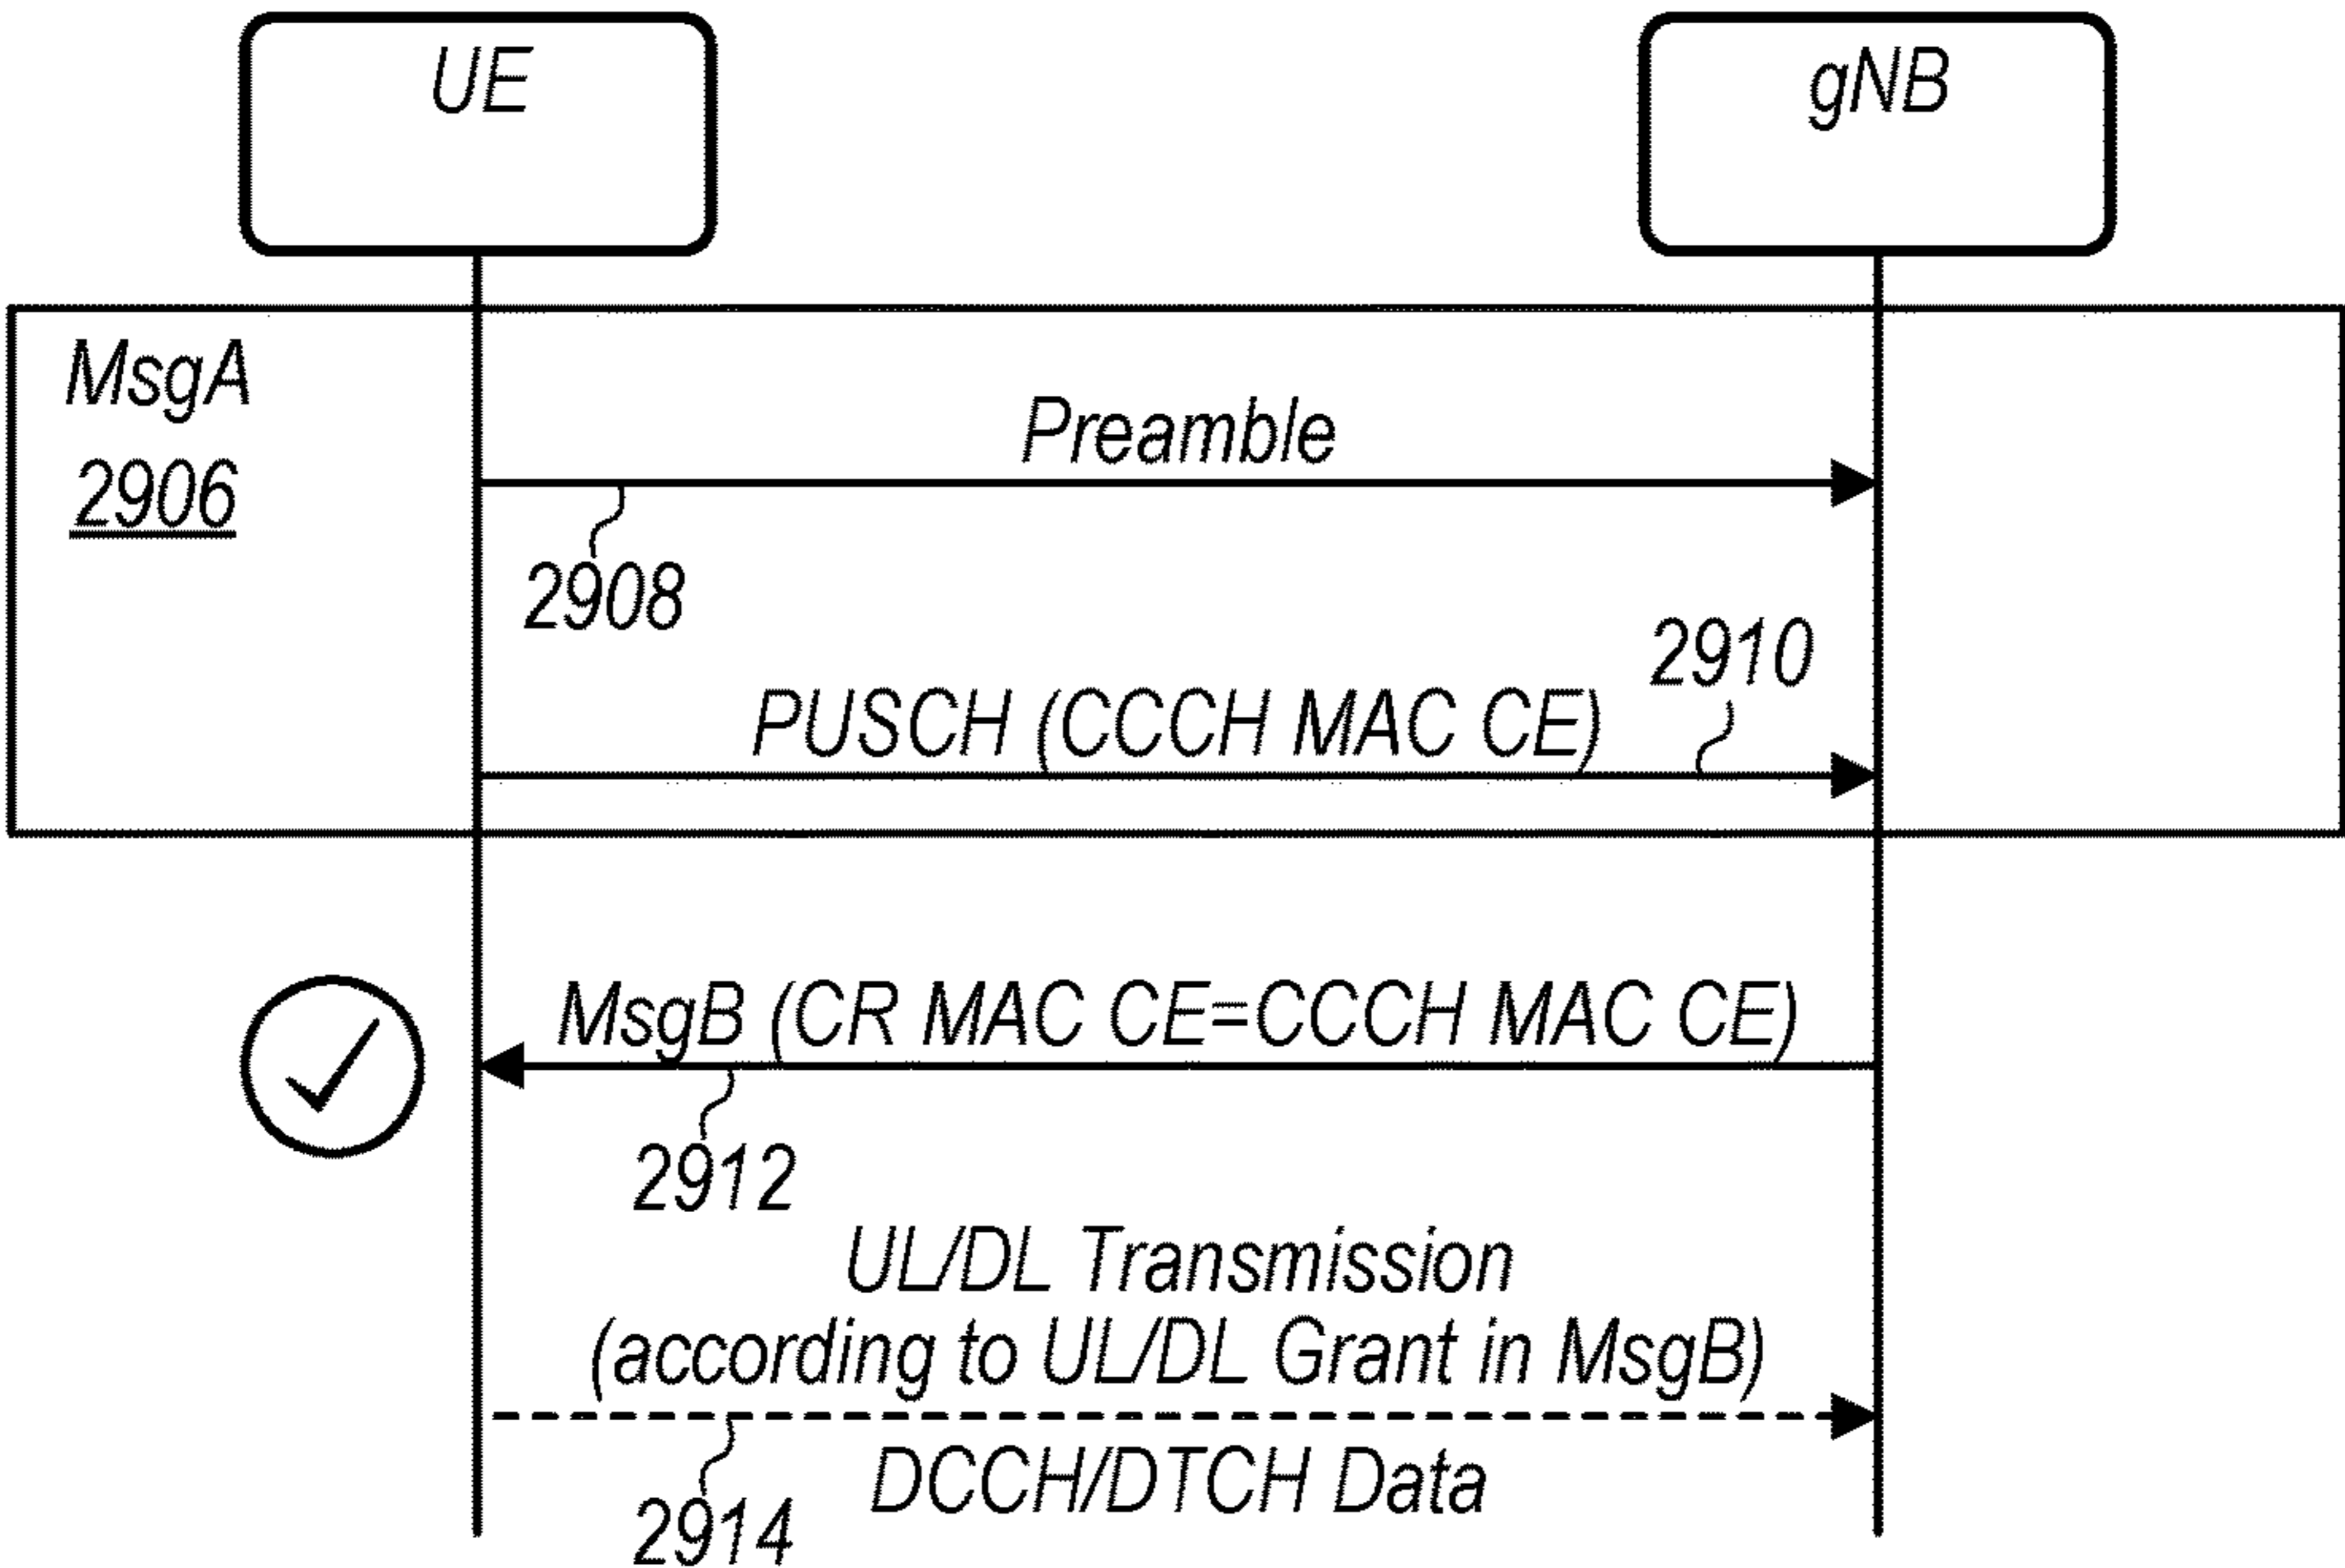 UE
gNB
MsgA
2906
Preamble
2908
2910
PUSCH (CCCH MAC CE)
MsgB (CR MAC CE=CCCH MAC CE)
2912
UL/DL Transmission
(according to UL/DL Grant in MsgB)
DCCH/DTCH Data
2914